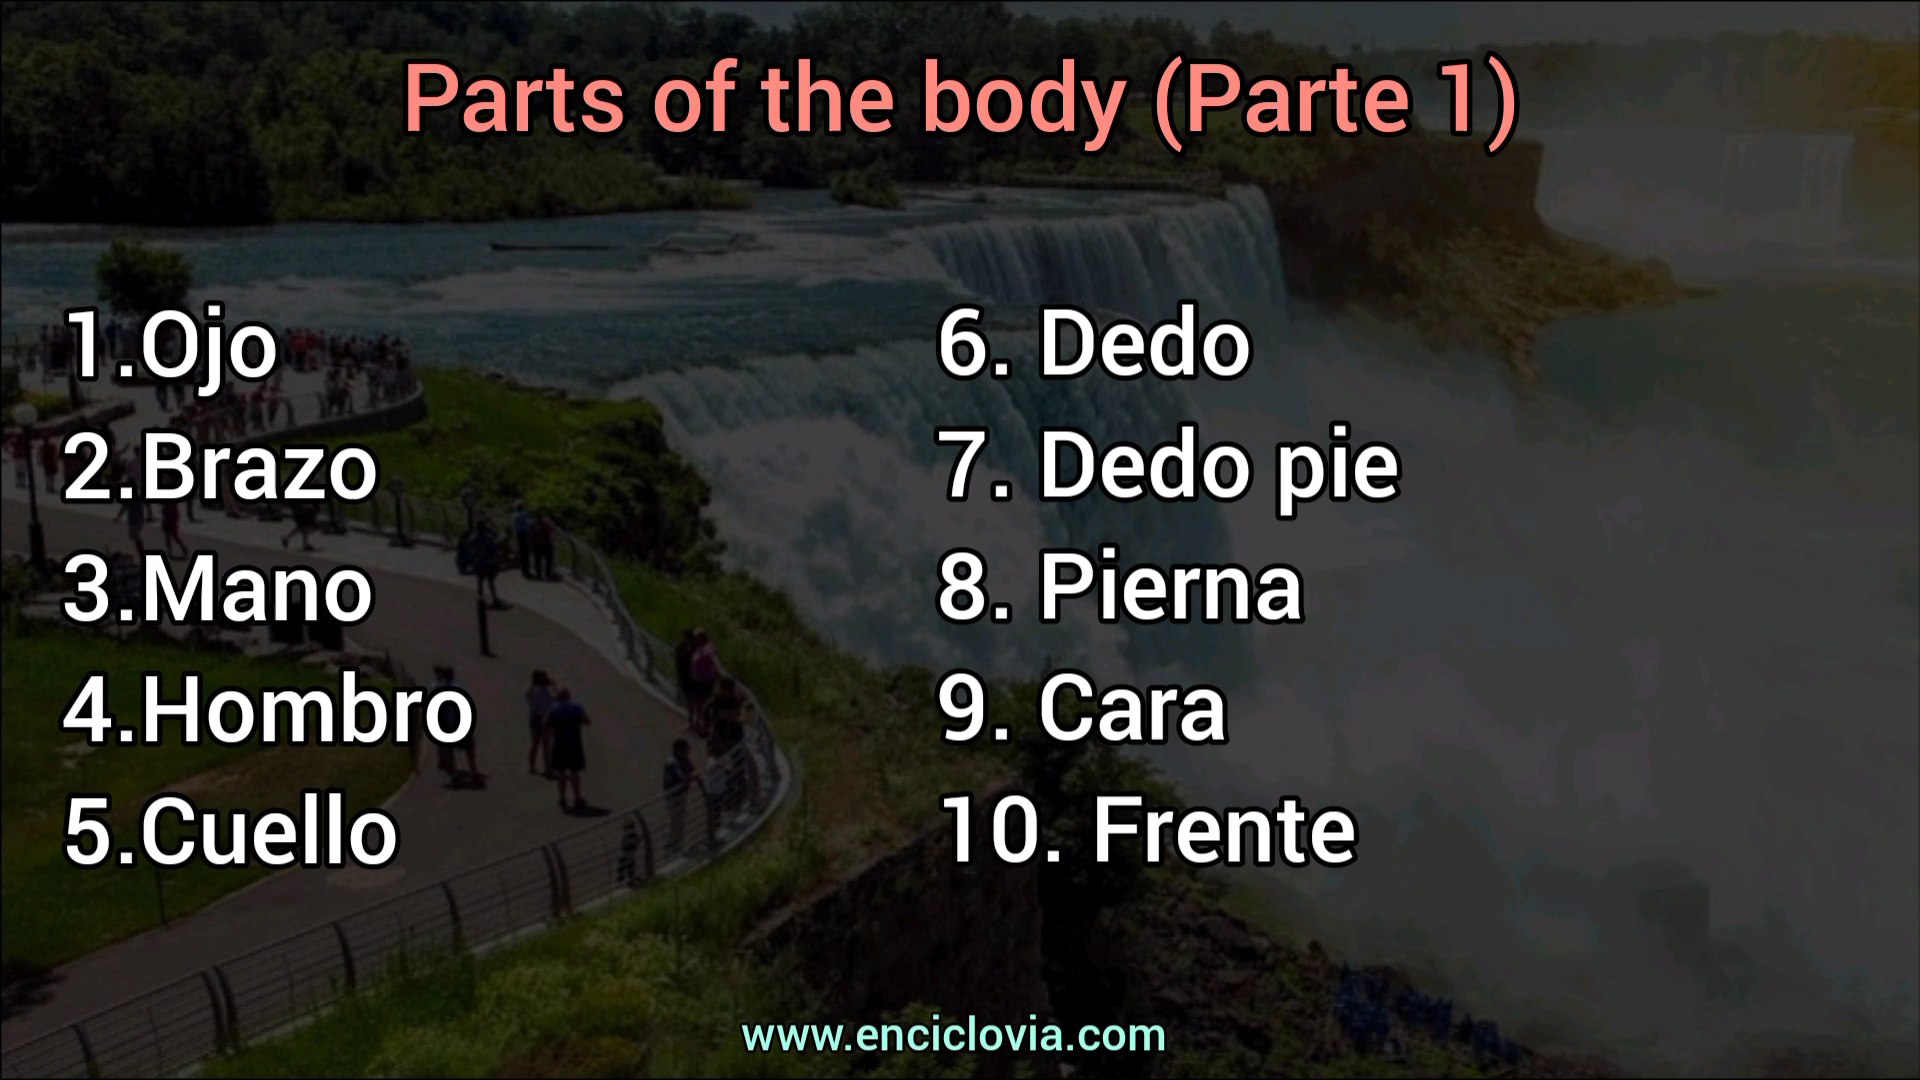 Parts of the body (Parte 1)
1.Ojo
2.Brazo
3.Mano
4.Hombro
5.Cuello
6. Dedo
7. Dedo pie
8. Pierna
9. Cara
10. Frente
www.enciclovia.com